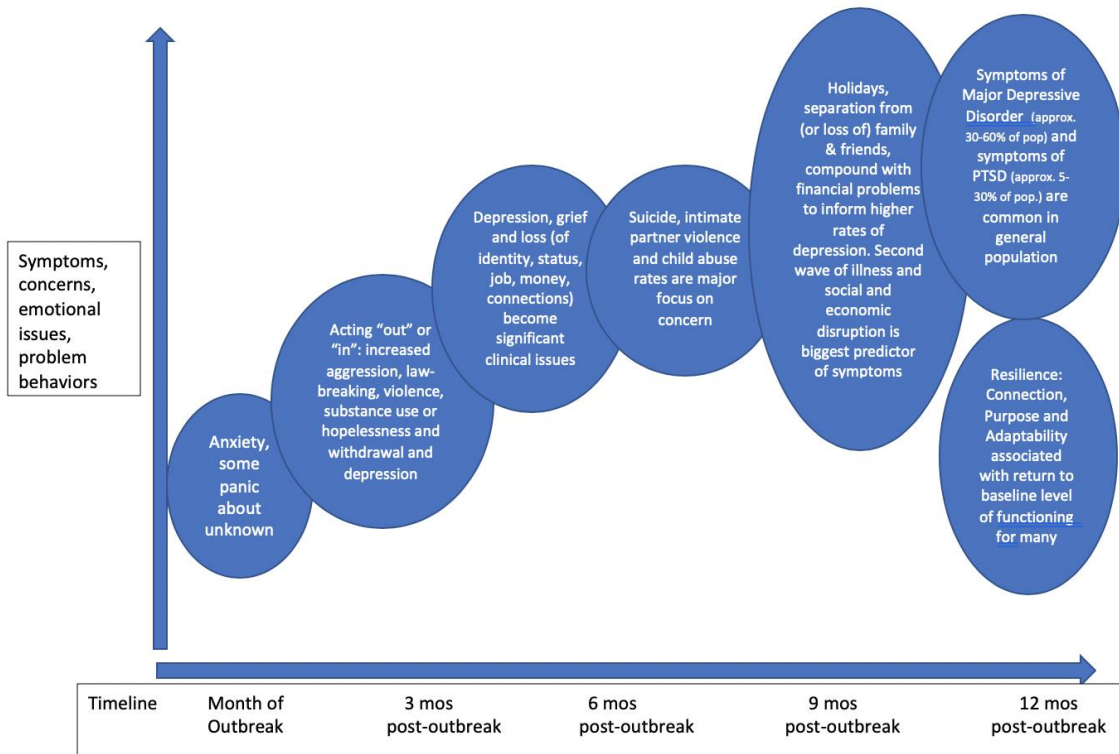 Symptoms,
concerns,
emotional
issues,
problem
behaviors
Anxiety,
some
panic
about
unknown
Acting “out” or
“in”: increased
aggression, law-
breaking, violence,
substance use or
hopelessness and
withdrawal and
depression
Depression, grief
and loss (of
identity, status,
job, money,
connections)
become
significant
clinical issues
Suicide, intimate
partner violence
and child abuse
rates are major
focus on
concern
Holidays,
separation from
(or loss of) family
& friends,
compound with
financial problems
to inform higher
rates of
depression. Second
wave of illness and
social and
economic
disruption is
biggest predictor
of symptoms
Symptoms of
Major Depressive
Disorder (approx.
30-60% of pop) and
symptoms of
PTSD (approx. 5-
30% of pop.) are
common in
general
population
Resilience:
Connection,
Purpose and
Adaptability
associated
with return to
baseline level
of functioning
for many
Timeline
Month of
Outbreak
3 mos
post-outbreak
6 mos
post-outbreak
9 mos
post-outbreak
12 mos
post-outbreak